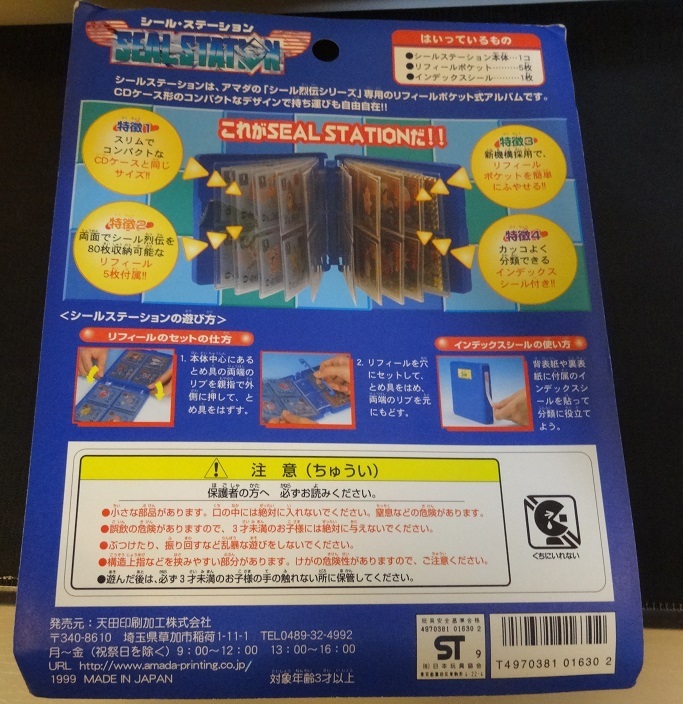 シール・ステーション
SEAL STATION
はいっているもの
●シールステーション本体…1コ
●リフィールポケット………5枚
●インデックスシール………1枚
シールステーションは、アマダの「シール烈伝シリーズ」専用のリフィールポケット式アルバムです。
CDケース形のコンパクトなデザインで持ち運びも自由自在!!
これがSEAL STATIONだ!!
特徴1
スリムで
コンパクトな
CDケースと同じ
サイズ!!
特徴2
両面でシール烈伝を
80枚収納可能な
リフィール
5枚付属!!
特徴3
新機構採用で、
リフィール
ポケットを簡単
にふやせる!!
特徴4
カッコよく
分類できる
インデックス
シール付き!!
<シールステーションの遊び方>
リフィールのセットの仕方
1. 本体中心にある
とめ具の両端の
リブを親指で外
側に押して、と
め具をはずす。
2. リフィールを穴
にセットして、
とめ具をはめ、
両端のリブを元
にもどす。
インデックスシールの使い方
背表紙や裏表
紙に付属のイ
ンデックスシ
ールを貼って
分類に役立て
よう。
注意(ちゅうい)
保護者の方へ 必ずお読みください。
●小さな部品があります。口の中には絶対に入れないでください。窒息などの危険があります。
●誤飲の危険がありますので、3才未満のお子様には絶対に与えないでください。
●ぶつけたり、振り回すなど乱暴な遊びをしないでください。
●構造上指などを挟みやすい部分があります。けがの危険性がありますので、ご注意ください。
●遊んだ後は、必ず3才未満のお子様の手の触れない所に保管してください。
くちにいれない
発売元:天田印刷加工株式会社
〒340-8610 埼玉県草加市稲荷1-11-1 TEL0489-32-4992
月~金(祝祭日を除く)9:00~12:00 13:00~16:00
URL http://www.amada-printing.co.jp/
1999 MADE IN JAPAN
対象年齢3才以上
玩具安全基準合格
4970381 01630 2
ST
9
(社)日本玩具協会
T4970381 01630 2